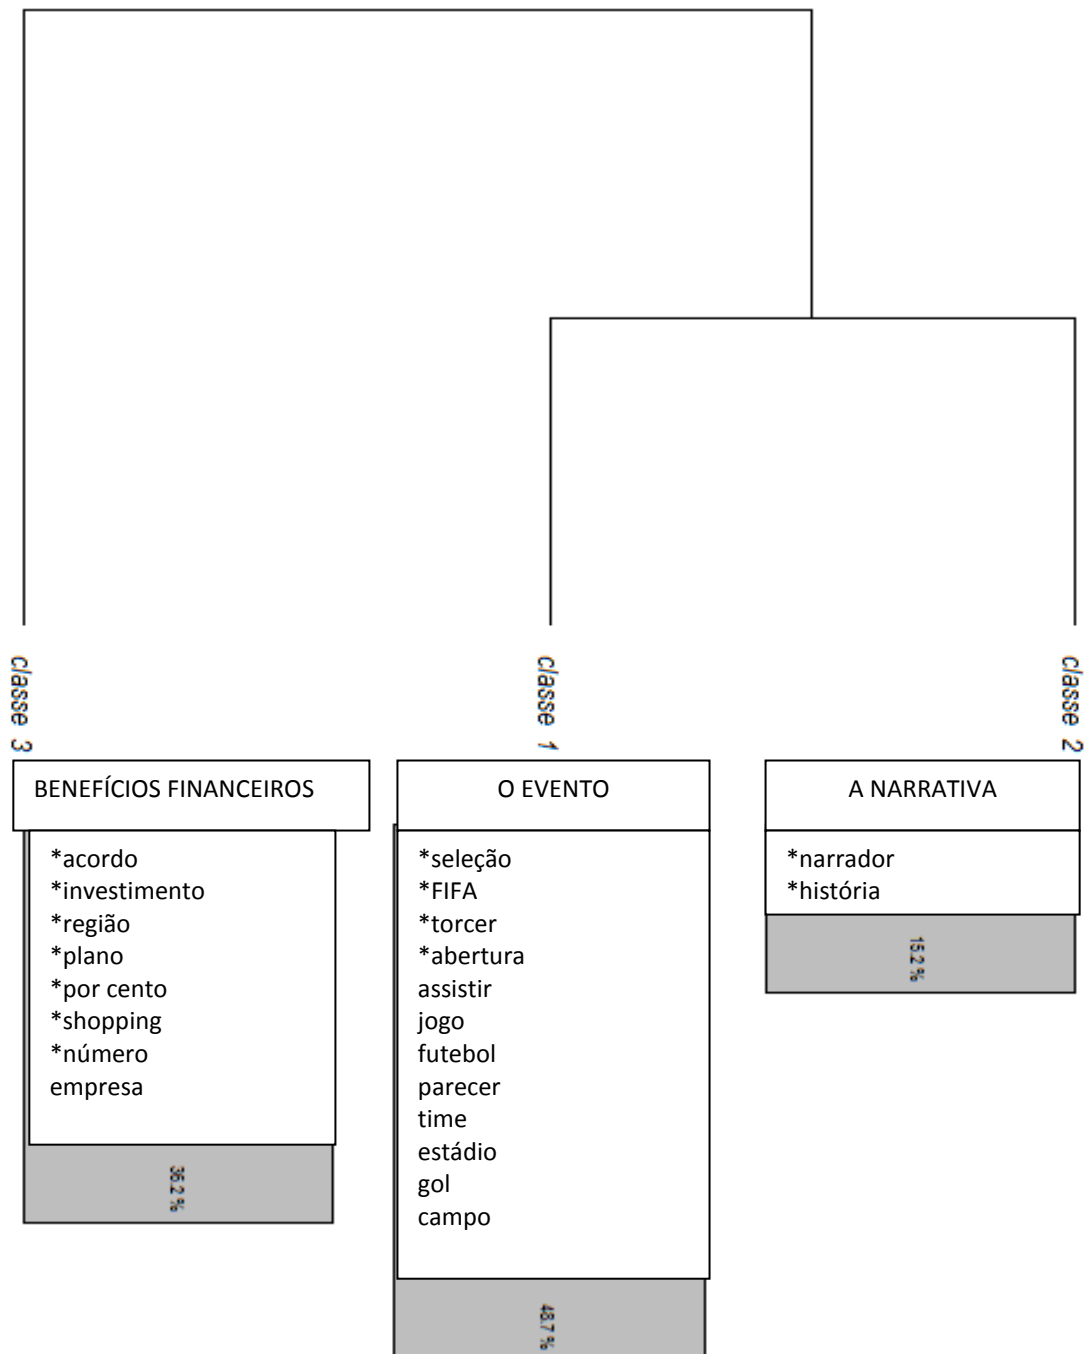 classe 3
classe 1
classe 2
BENEFÍCIOS FINANCEIROS
*acordo
*investimento
*região
*plano
*por cento
*shopping
*número
empresa
36.2 %
O EVENTO
*seleção
*FIFA
*torcer
*abertura
assistir
jogo
futebol
parecer
time
estádio
gol
campo
48.7 %
A NARRATIVA
*narrador
*história
15.2 %